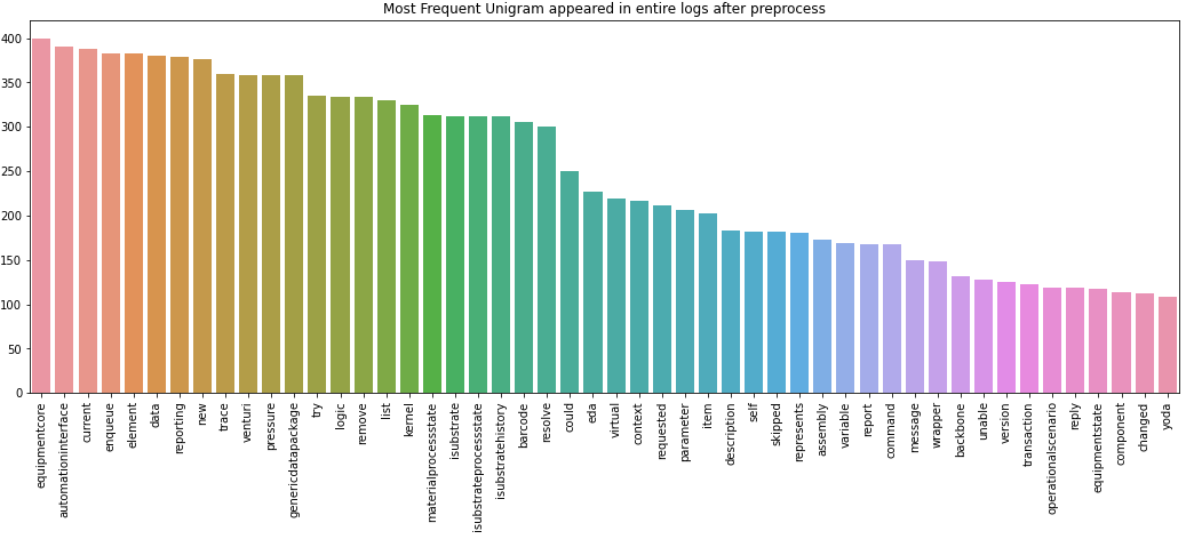 Most Frequent Unigram appeared in entire logs after preprocess
400
350
300
250
200
150
100
50
0
equipmentcore
automationinterface
current
enqueue
element
data
reporting
new
trace
venturi
pressure
genericdatapackage
try
logic
remove
list
kernel
materialprocessstate
isubstrate
isubstrateprocessstate
isubstratehistory
barcode
resolve
could
eda
virtual
context
requested
parameter
item
description
self
skipped
represents
assembly
variable
report
command
message
wrapper
backbone
unable
version
transaction
operationalscenario
reply
equipmentstate
component
changed
yoda